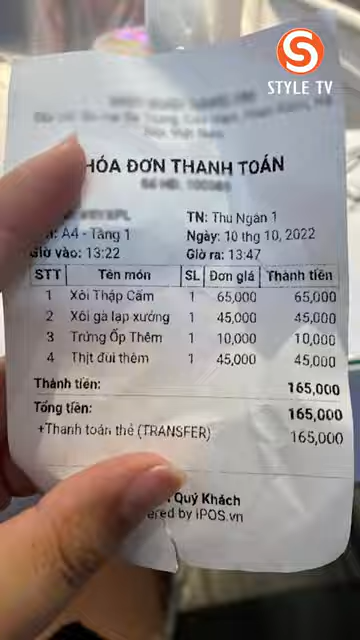 S
STYLE TV
HÓA ĐƠN THANH TOÁN
TN: Thu Ngân 1
A4 - Tầng 1 Ngày: 10 thg 10, 2022
Giờ vào: 13:22 Giờ ra: 13:47
STT Tên món SL Đơn giá Thành tiền
1 Xôi Thập Cẩm 1 65,000 65,000
2 Xôi gà lạp xưởng 1 45,000 45,000
3 Trứng Ốp Thêm 1 10,000 10,000
4 Thịt đùi thêm 1 45,000 45,000
Thành tiền: 165,000
Tổng tiền: 165,000
+Thanh toán thẻ (TRANSFER) 165,000
Quý Khách
ered by iPOS.vn